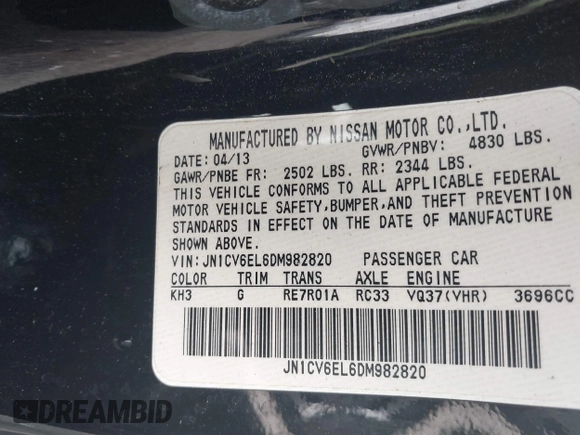 MANUFACTURED BY NISSAN MOTOR CO.,LTD.
DATE: 04/13 GVWR/PNBV: 4830 LBS.
GAWR/PNBE FR: 2502 LBS. RR: 2344 LBS.
THIS VEHICLE CONFORMS TO ALL APPLICABLE FEDERAL
MOTOR VEHICLE SAFETY,BUMPER,AND THEFT PREVENTION
STANDARDS IN EFFECT ON THE DATE OF MANUFACTURE
SHOWN ABOVE.
VIN:JN1CV6EL6DM982820 PASSENGER CAR
COLOR TRIM TRANS AXLE ENGINE
KH3 G RE7R01A RC33 VQ37(VHR) 3696CC
JN1CV6EL6DM982820
DREAMBID